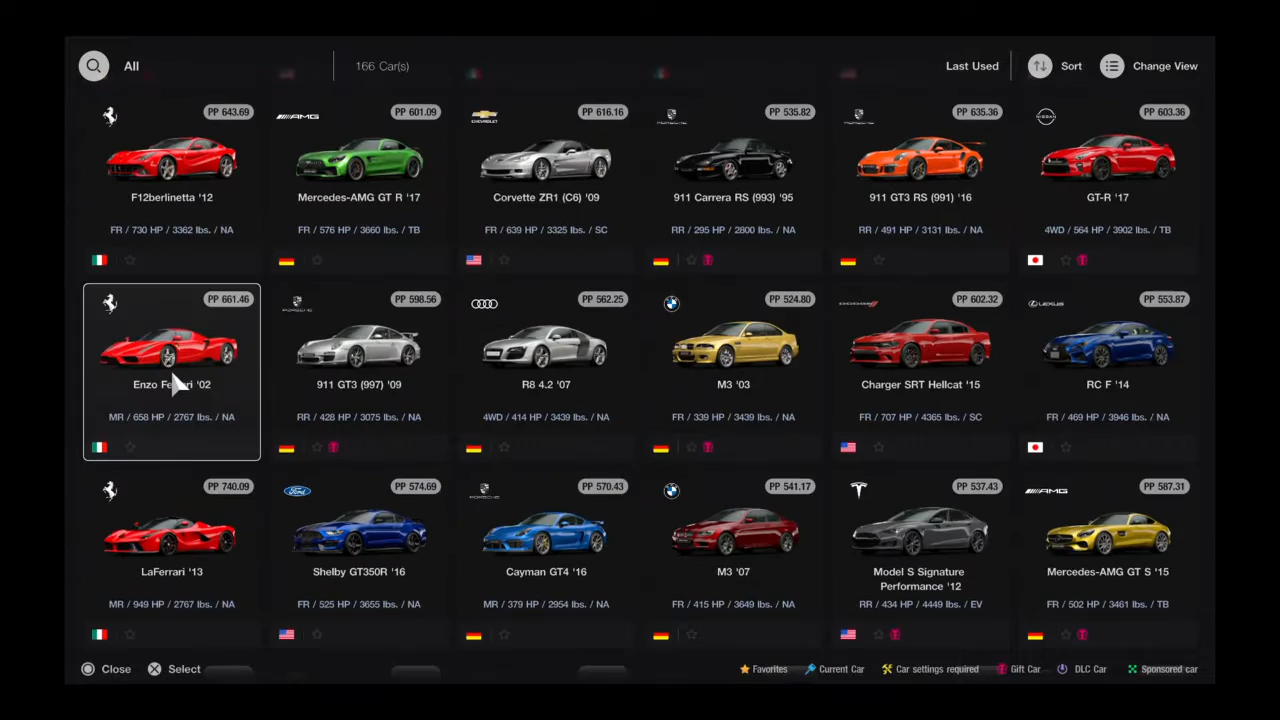 All
166 Car(s)
Last Used
Sort
Change View
PP 643.69
AMG
PP 601.09
CHEVROLET
PP 616.16
PORSCHE
PP 535.82
PORSCHE
PP 635.36
NISSAN
PP 603.36
F12berlinetta '12
Mercedes-AMG GT R '17
Corvette ZR1 (C6) '09
911 Carrera RS (993) '95
911 GT3 RS (991) '16
GT-R '17
FR / 730 HP / 3362 lbs. / NA
FR / 576 HP / 3660 lbs. / TB
FR / 639 HP / 3325 lbs. / SC
RR / 295 HP / 2800 lbs. / NA
RR / 491 HP / 3131 lbs. / NA
4WD / 564 HP / 3902 lbs. / TB
PP 661.46
PORSCHE
PP 598.56
PP 562.25
PP 524.80
DODGE
PP 602.32
LEXUS
PP 553.87
Enzo Ferrari '02
911 GT3 (997) '09
R8 4.2 '07
M3 '03
Charger SRT Hellcat '15
RC F '14
MR / 658 HP / 2767 lbs. / NA
RR / 428 HP / 3075 lbs. / NA
4WD / 414 HP / 3439 lbs. / NA
FR / 339 HP / 3439 lbs. / NA
FR / 707 HP / 4365 lbs. / SC
FR / 469 HP / 3946 lbs. / NA
PP 740.09
Ford
PP 574.69
PORSCHE
PP 570.43
PP 541.17
PP 537.43
AMG
PP 587.31
LaFerrari '13
Shelby GT350R '16
Cayman GT4 '16
M3 '07
Model S Signature
Performance '12
Mercedes-AMG GT S '15
MR / 949 HP / 2767 lbs. / NA
FR / 525 HP / 3655 lbs. / NA
MR / 379 HP / 2954 lbs. / NA
FR / 415 HP / 3649 lbs. / NA
RR / 434 HP / 4449 lbs. / EV
FR / 502 HP / 3461 lbs. / TB
Close
Select
Favorites
Current Car
Car settings required
Gift Car
DLC Car
Sponsored car